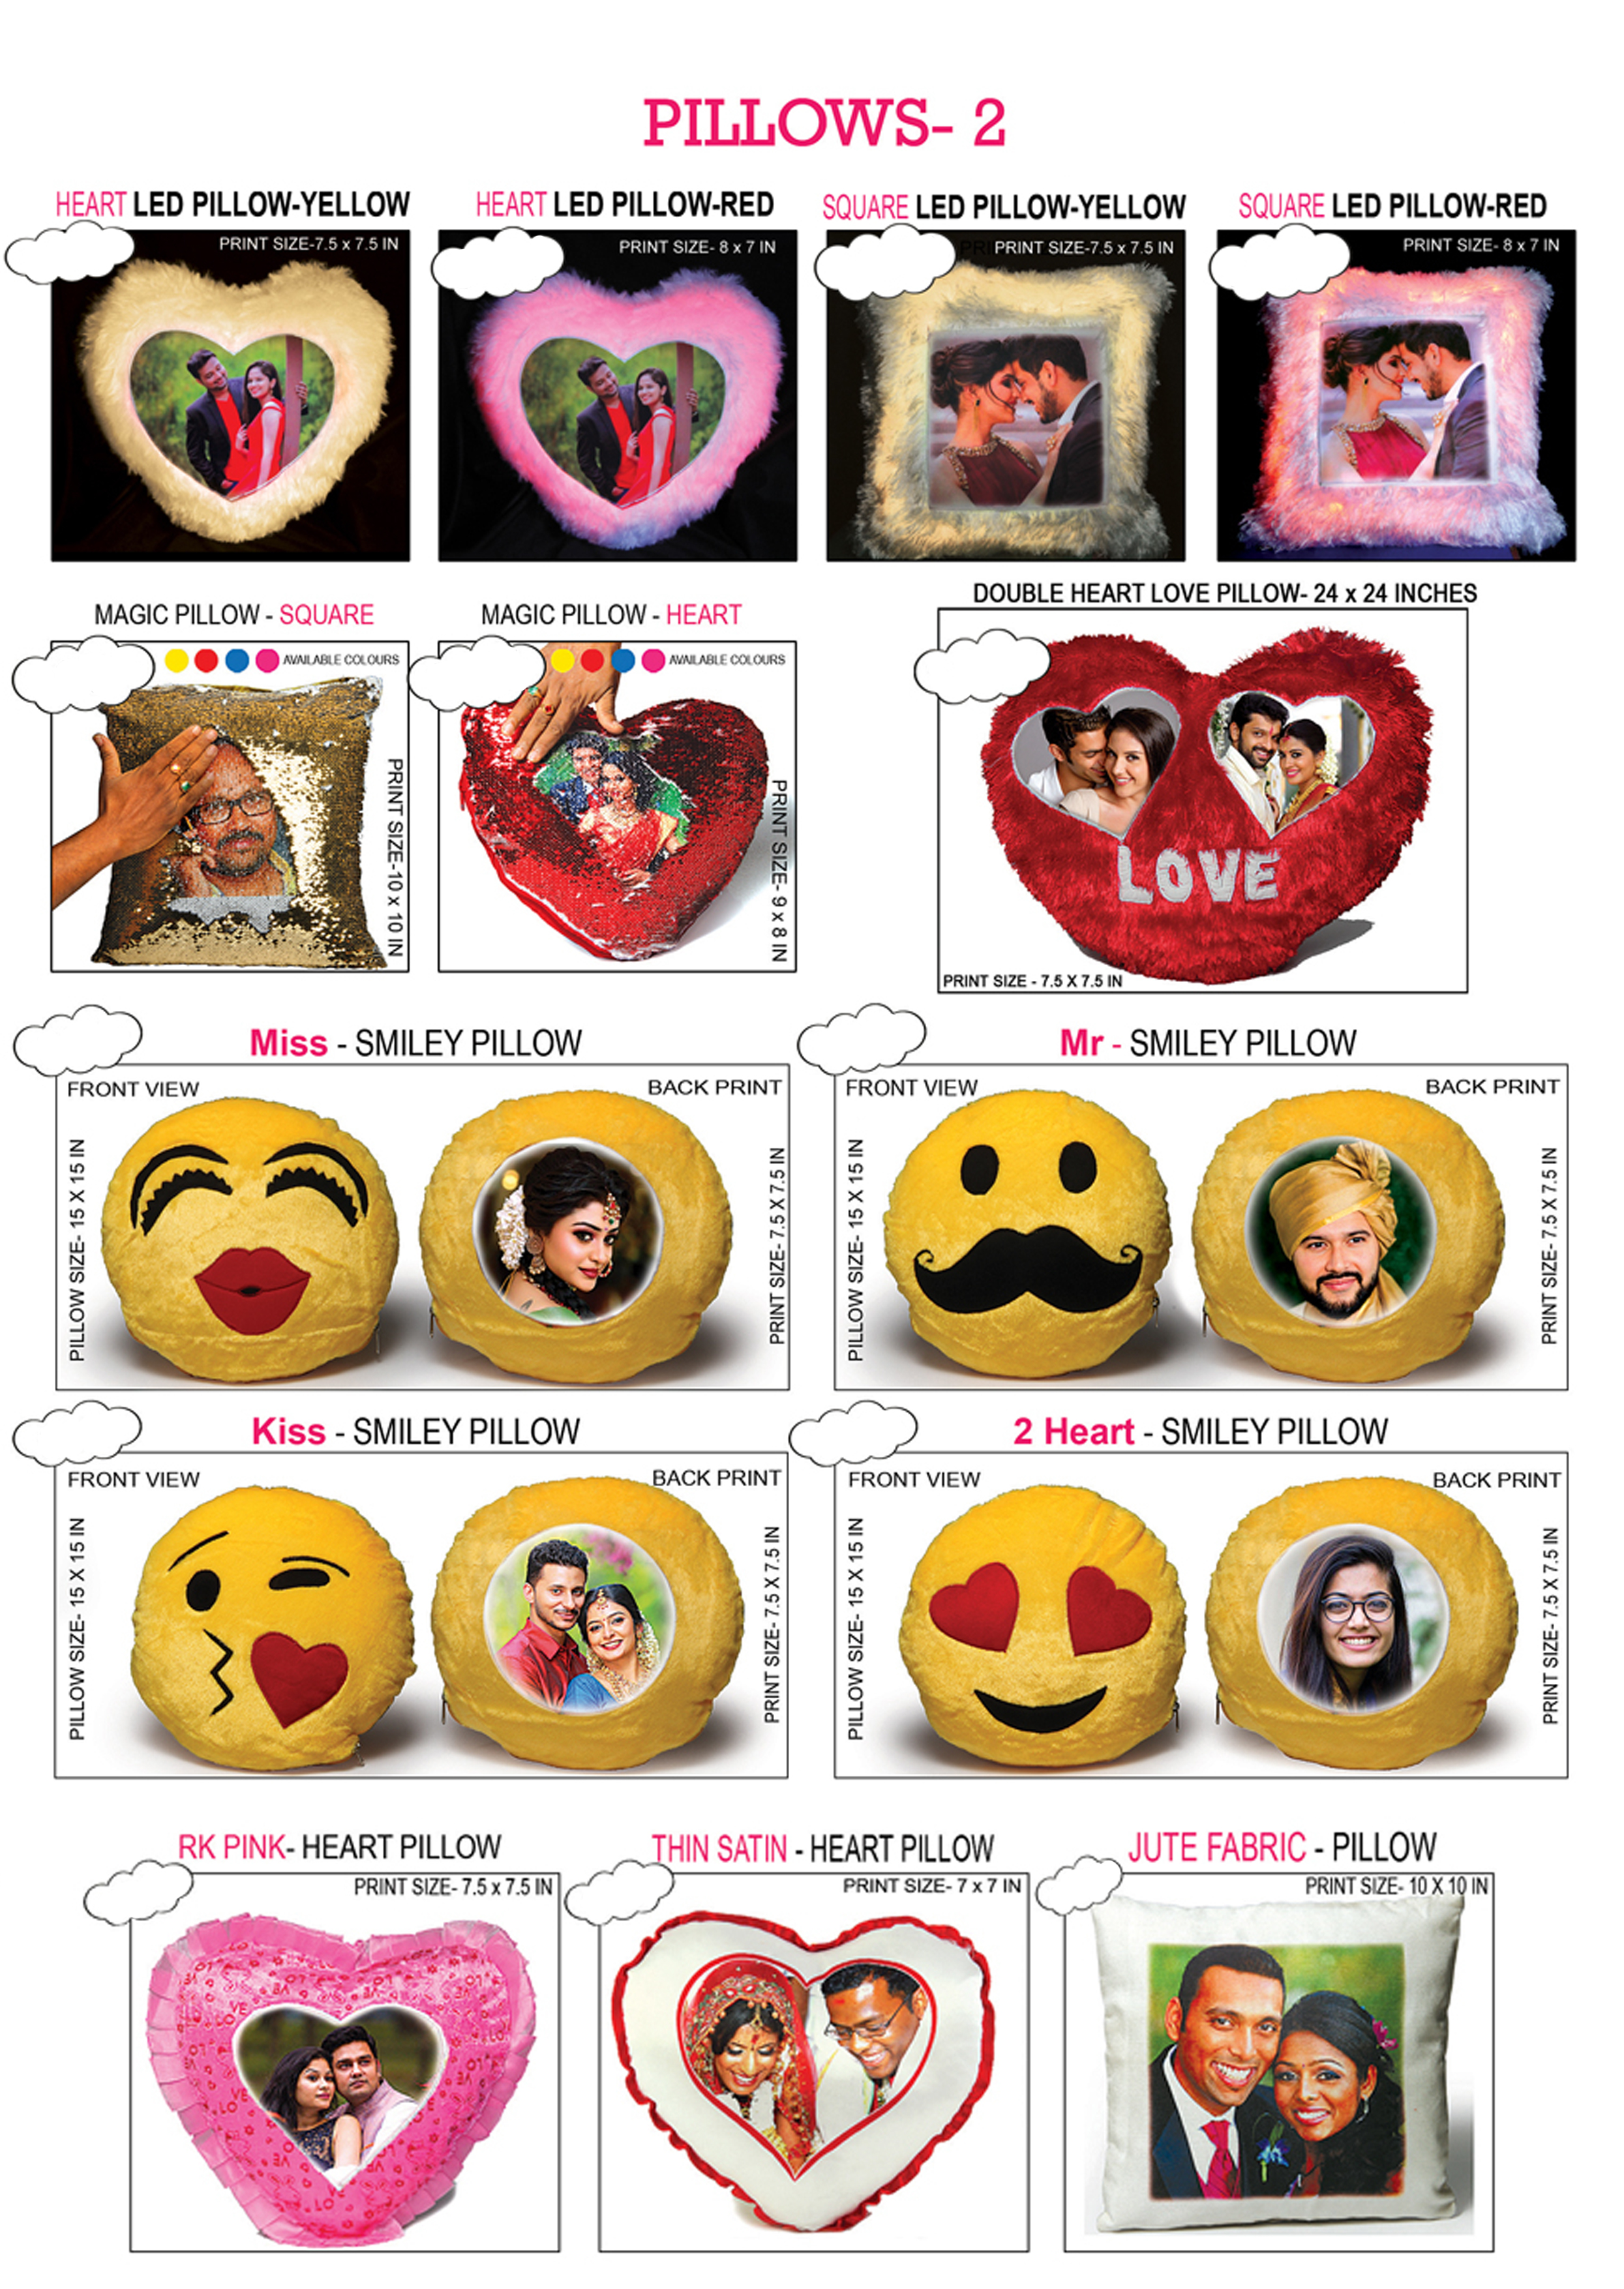 PILLOWS- 2
HEART LED PILLOW-YELLOW
PRINT SIZE-7.5 x 7.5 IN
HEART LED PILLOW-RED
PRINT SIZE- 8 x 7 IN
SQUARE LED PILLOW-YELLOW
PRINT SIZE-7.5 x 7.5 IN
SQUARE LED PILLOW-RED
PRINT SIZE- 8 x 7 IN
MAGIC PILLOW - SQUARE
AVAILABLE COLOURS
PRINT SIZE-10 x 10 IN
MAGIC PILLOW - HEART
AVAILABLE COLOURS
PRINT SIZE- 9 x 8 IN
DOUBLE HEART LOVE PILLOW- 24 x 24 INCHES
LOVE
PRINT SIZE - 7.5 X 7.5 IN
Miss - SMILEY PILLOW
FRONT VIEW
BACK PRINT
PILLOW SIZE- 15 X 15 IN
PRINT SIZE- 7.5 X 7.5 IN
Mr - SMILEY PILLOW
FRONT VIEW
BACK PRINT
PILLOW SIZE- 15 X 15 IN
PRINT SIZE- 7.5 X 7.5 IN
Kiss - SMILEY PILLOW
FRONT VIEW
BACK PRINT
PILLOW SIZE- 15 X 15 IN
PRINT SIZE- 7.5 X 7.5 IN
2 Heart - SMILEY PILLOW
FRONT VIEW
BACK PRINT
PILLOW SIZE- 15 X 15 IN
PRINT SIZE- 7.5 X 7.5 IN
RK PINK- HEART PILLOW
PRINT SIZE- 7.5 x 7.5 IN
THIN SATIN - HEART PILLOW
PRINT SIZE- 7 x 7 IN
JUTE FABRIC - PILLOW
PRINT SIZE- 10 X 10 IN